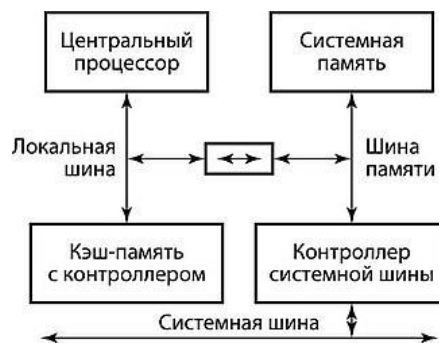 Центральный
процессор
Системная
память
Локальная
шина
Шина
памяти
Кэш-память
с контроллером
Контроллер
системной шины
Системная шина